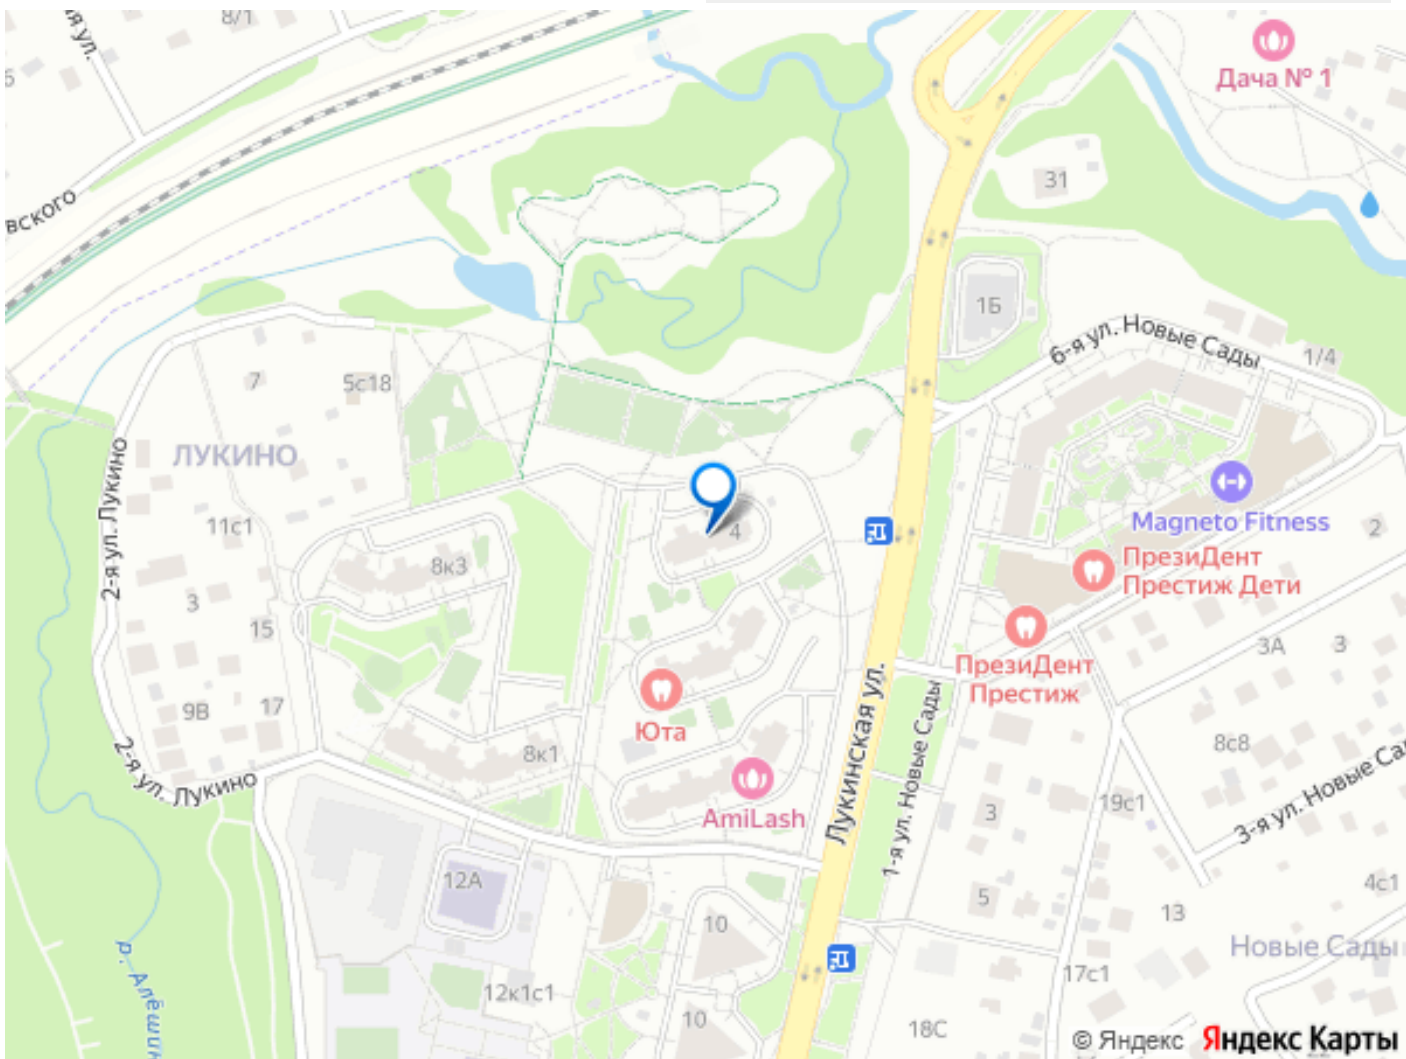 8/1
Дача № 1
31
вского
1Б
6-я ул. Новые Сады
1/4
7
5с18
ЛУКИНО
2-я ул. Лукино
11с1
4
Magneto Fitness
2
8к3
ПрезиДент
Престиж Дети
3
15
3А
3
ПрезиДент
Престиж
9В
17
Юта
8к1
8с8
2-я ул. Лукино
Лукинская ул.
1-я ул. Новые Сады
AmiLash
3
19с1
3-я ул. Новые Са
12А
4с1
5
13
10
Новые Сады
р. Алёшин
12к1с1
17с1
10
18С
© Яндекс Яндекс Карты